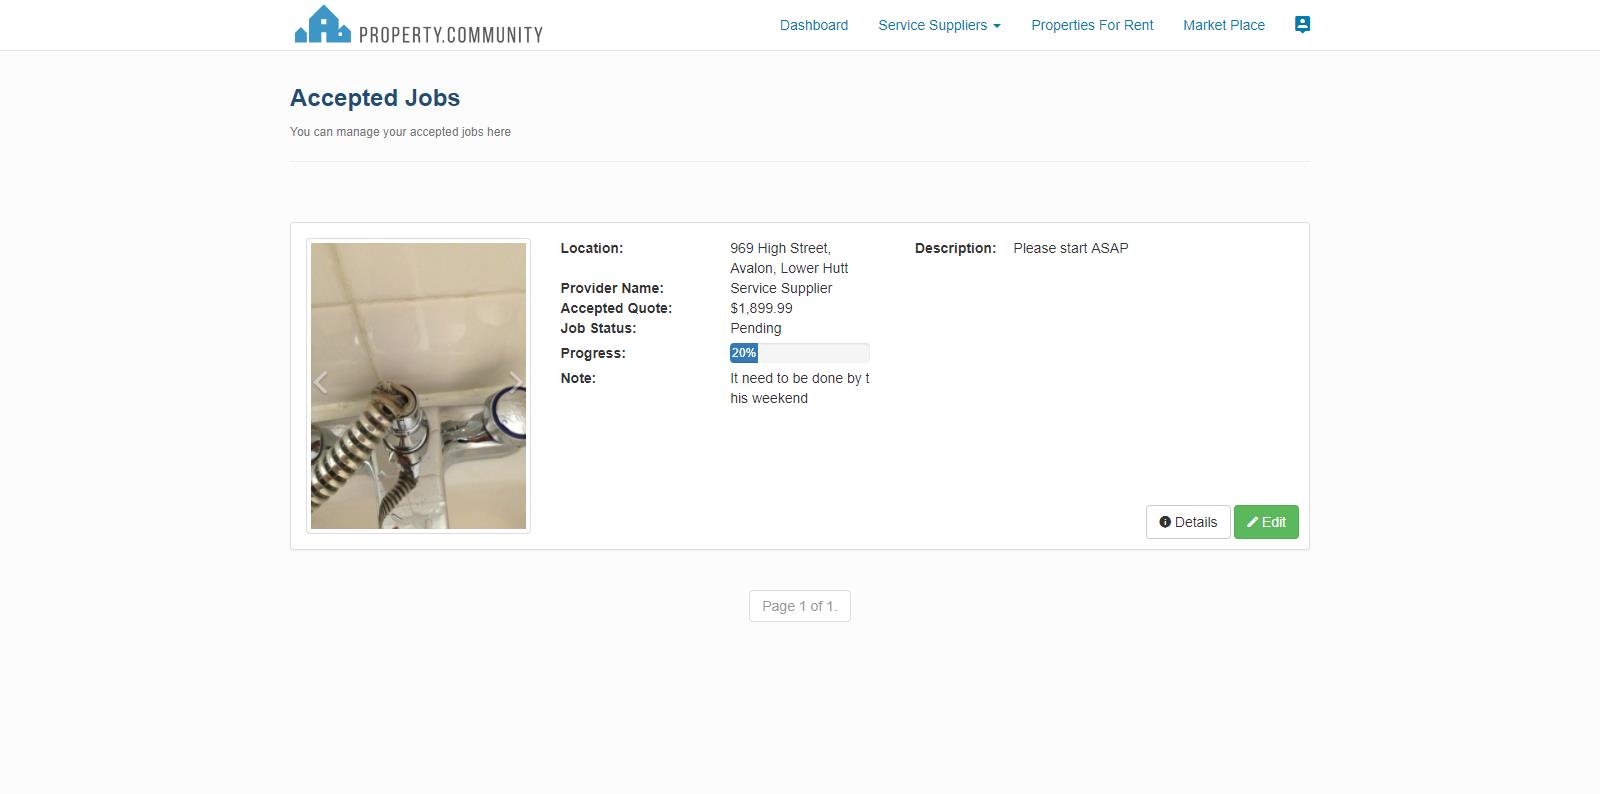 PROPERTY.COMMUNITY
Dashboard
Service Suppliers
Properties For Rent
Market Place
Accepted Jobs
You can manage your accepted jobs here
Location: 969 High Street,
Avalon, Lower Hutt
Provider Name: Service Supplier
Accepted Quote: $1,899.99
Job Status: Pending
Progress: 20%
Note: It need to be done by t
his weekend
Description: Please start ASAP
Details
Edit
Page 1 of 1.